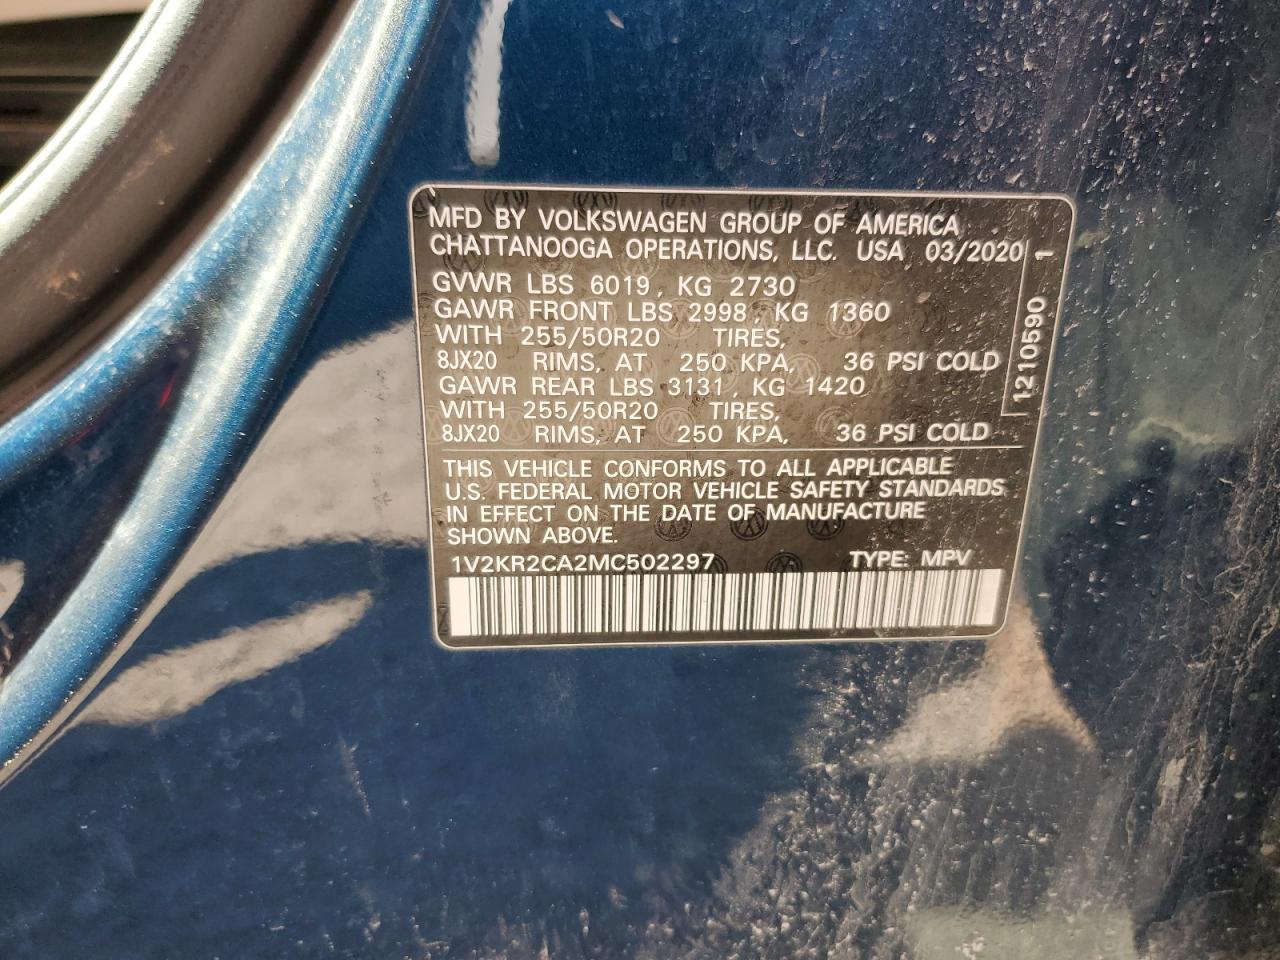 MFD BY VOLKSWAGEN GROUP OF AMERICA
CHATTANOOGA OPERATIONS, LLC. USA 03/2020
GVWR LBS 6019, KG 2730
GAWR FRONT LBS 2998, KG 1360
WITH 255/50R20 TIRES,
8JX20 RIMS, AT 250 KPA, 36 PSI COLD
GAWR REAR LBS 3131, KG 1420
WITH 255/50R20 TIRES,
8JX20 RIMS, AT 250 KPA, 36 PSI COLD
THIS VEHICLE CONFORMS TO ALL APPLICABLE
U.S. FEDERAL MOTOR VEHICLE SAFETY STANDARDS
IN EFFECT ON THE DATE OF MANUFACTURE
SHOWN ABOVE.
1V2KR2CA2MC502297 TYPE: MPV
1210590 1